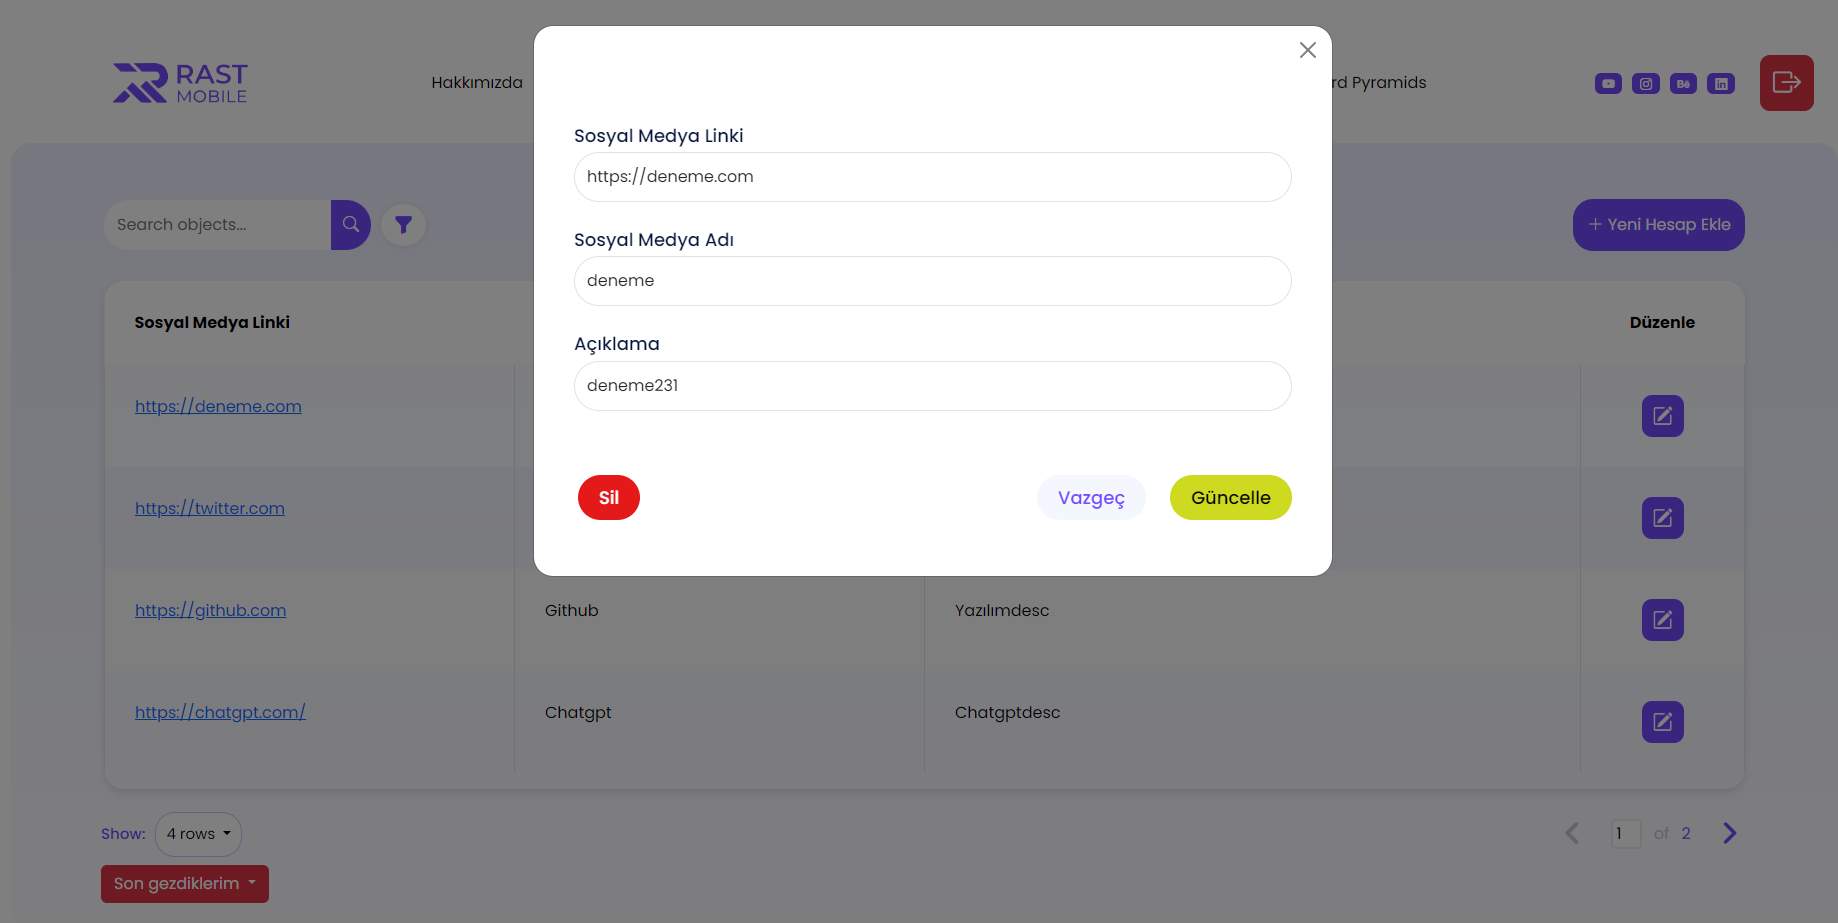 RAST
MOBILE
Hakkımızda
rd Pyramids
Bē
in
Sosyal Medya Linki
https://deneme.com
Sosyal Medya Adı
deneme
Açıklama
deneme231
Sil
Vazgeç
Güncelle
Search objects...
+ Yeni Hesap Ekle
Sosyal Medya Linki
Düzenle
https://deneme.com
https://twitter.com
https://github.com Github Yazılımdesc
https://chatgpt.com/ Chatgpt Chatgptdesc
Show: 4 rows
1 of 2
Son gezdiklerim